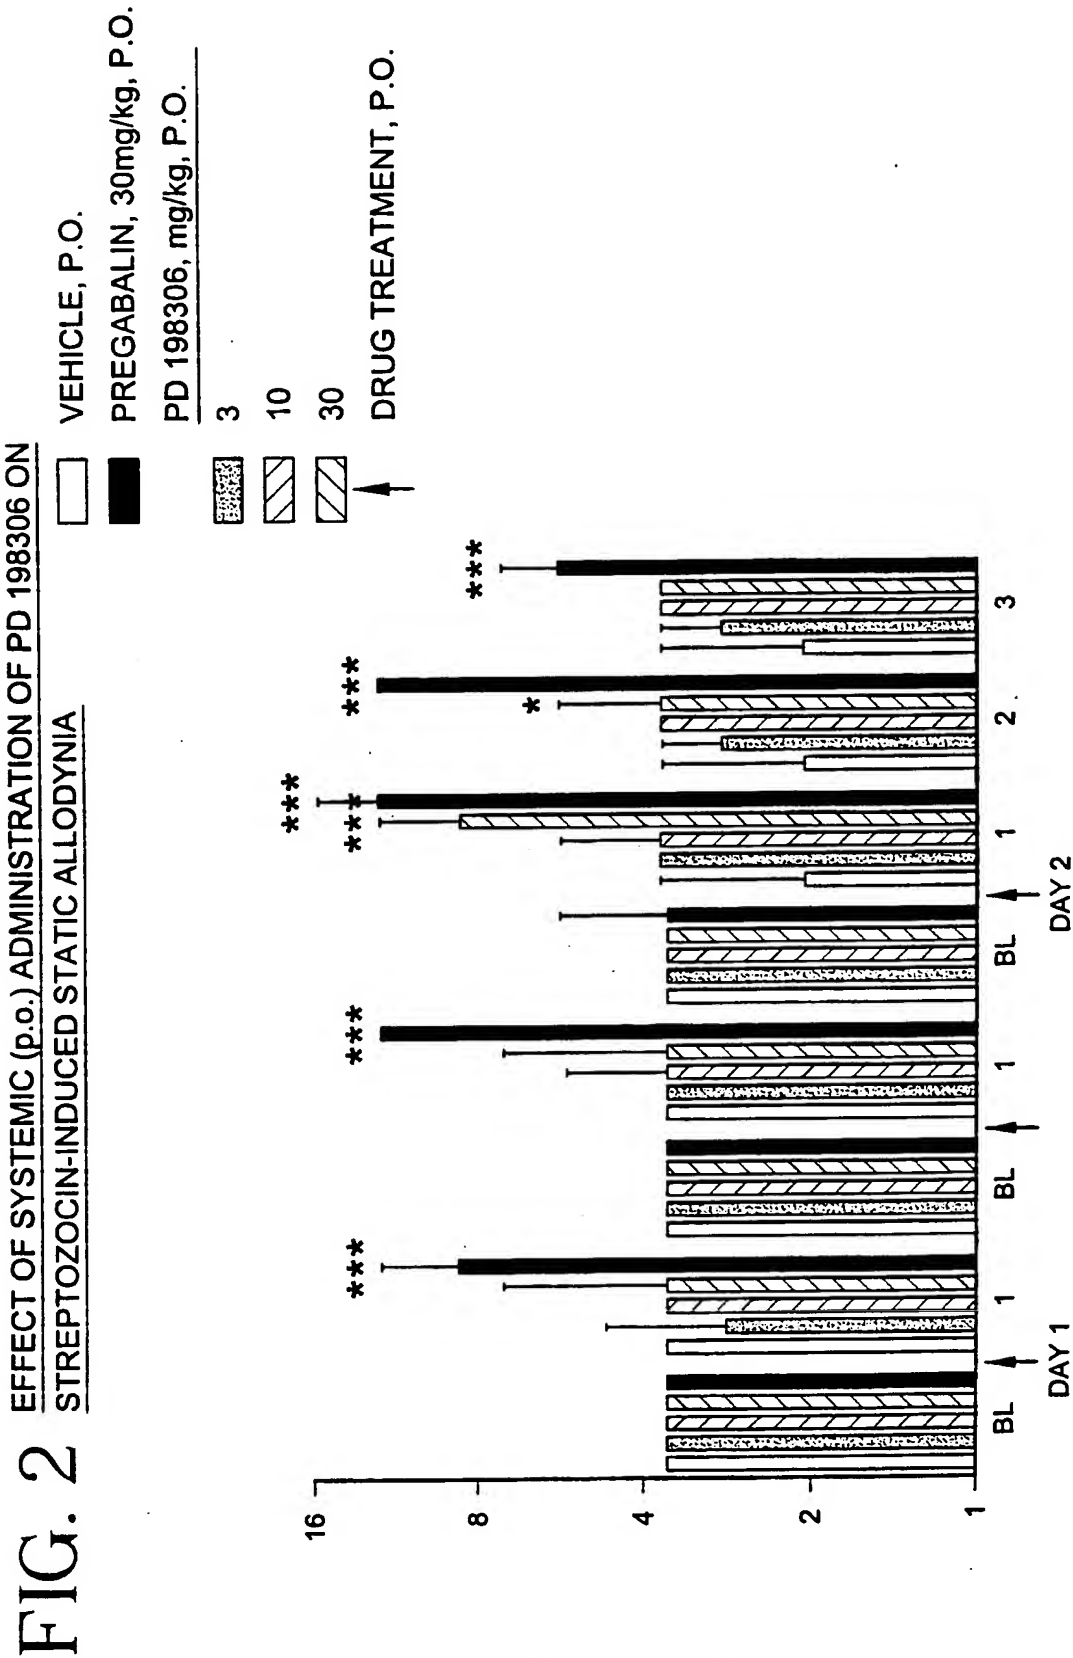 FIG. 2
EFFECT OF SYSTEMIC (p.o.) ADMINISTRATION OF PD 198306 ON
STREPTOZOCIN-INDUCED STATIC ALLODYNIA
VEHICLE, P.O.
PREGABALIN, 30mg/kg, P.O.
PD 198306, mg/kg, P.O.
3
10
30
DRUG TREATMENT, P.O.
16
8
4
2
1
***
***
***
***
***
*
***
BL 1 BL 1 BL 1 2 3
DAY 1 DAY 2